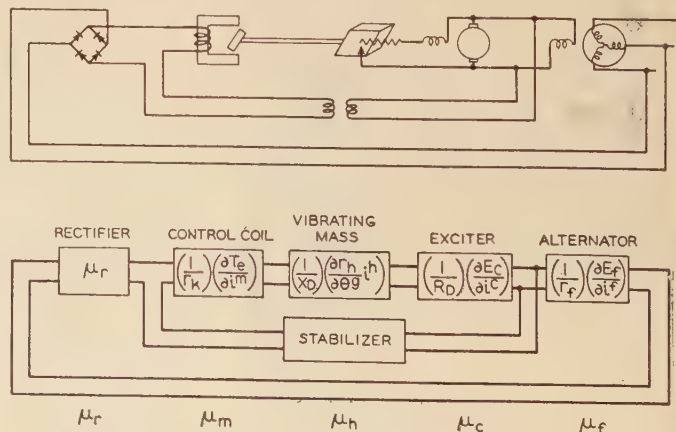 RECTIFIER
μr
CONTROL COIL
(1/rk)(∂Te/∂im)
VIBRATING
MASS
(1/XD)(∂rh/∂θg ih)
EXCITER
(1/RD)(∂Ec/∂ic)
ALTERNATOR
(1/rf)(∂Ef/∂if)
STABILIZER
μr μm μh μc μf